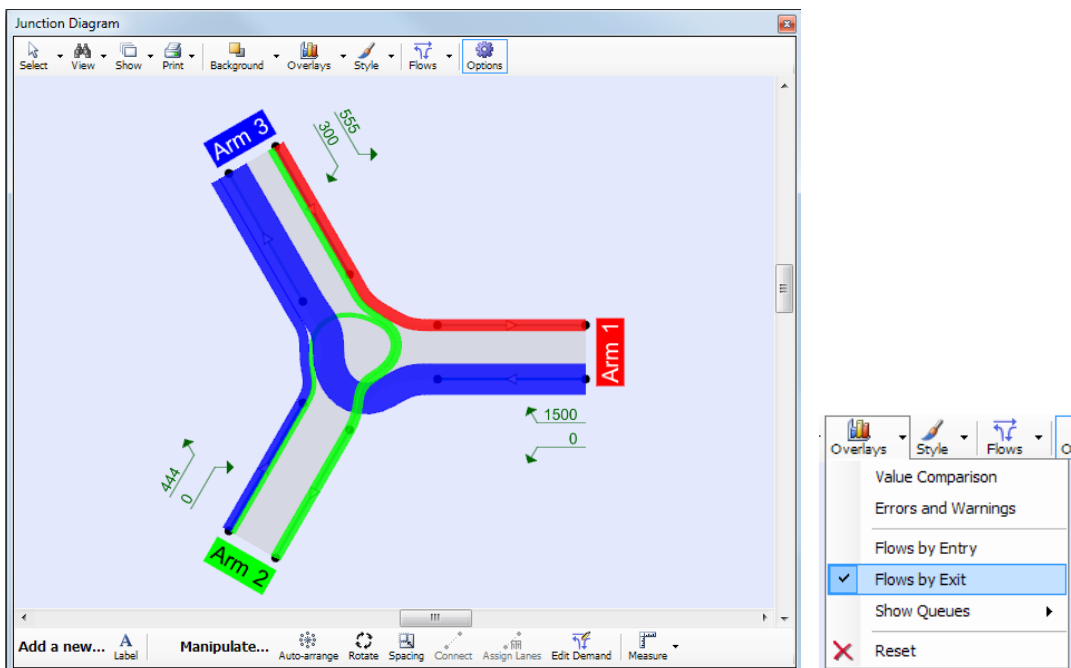 Junction Diagram
Select View Show Print Background Overlays Style Flows Options
Arm 3
300
555
Arm 1
1500
0
444
0
Arm 2
Add a new... A Label Manipulate... Auto-arrange Rotate Spacing Connect Assign Lanes Edit Demand Measure
Overlays Style Flows O
Value Comparison
Errors and Warnings
Flows by Entry
Flows by Exit
Show Queues
Reset